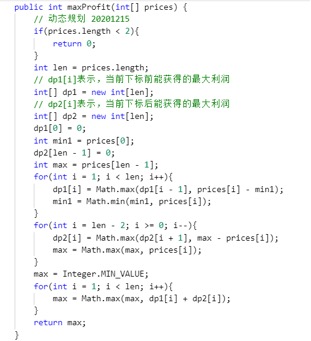 public int maxProfit(int[] prices) {
    // 动态规划 20201215
    if(prices.length < 2){
        return 0;
    }
    int len = prices.length;
    // dp1[i]表示，当前下标前能获得的最大利润
    int[] dp1 = new int[len];
    // dp2[i]表示，当前下标后能获得的最大利润
    int[] dp2 = new int[len];
    dp1[0] = 0;
    int min1 = prices[0];
    dp2[len - 1] = 0;
    int max = prices[len - 1];
    for(int i = 1; i < len; i++){
        dp1[i] = Math.max(dp1[i - 1], prices[i] - min1);
        min1 = Math.min(min1, prices[i]);
    }
    for(int i = len - 2; i >= 0; i--){
        dp2[i] = Math.max(dp2[i + 1], max - prices[i]);
        max = Math.max(max, prices[i]);
    }
    max = Integer.MIN_VALUE;
    for(int i = 1; i < len; i++){
        max = Math.max(max, dp1[i] + dp2[i]);
    }
    return max;
}